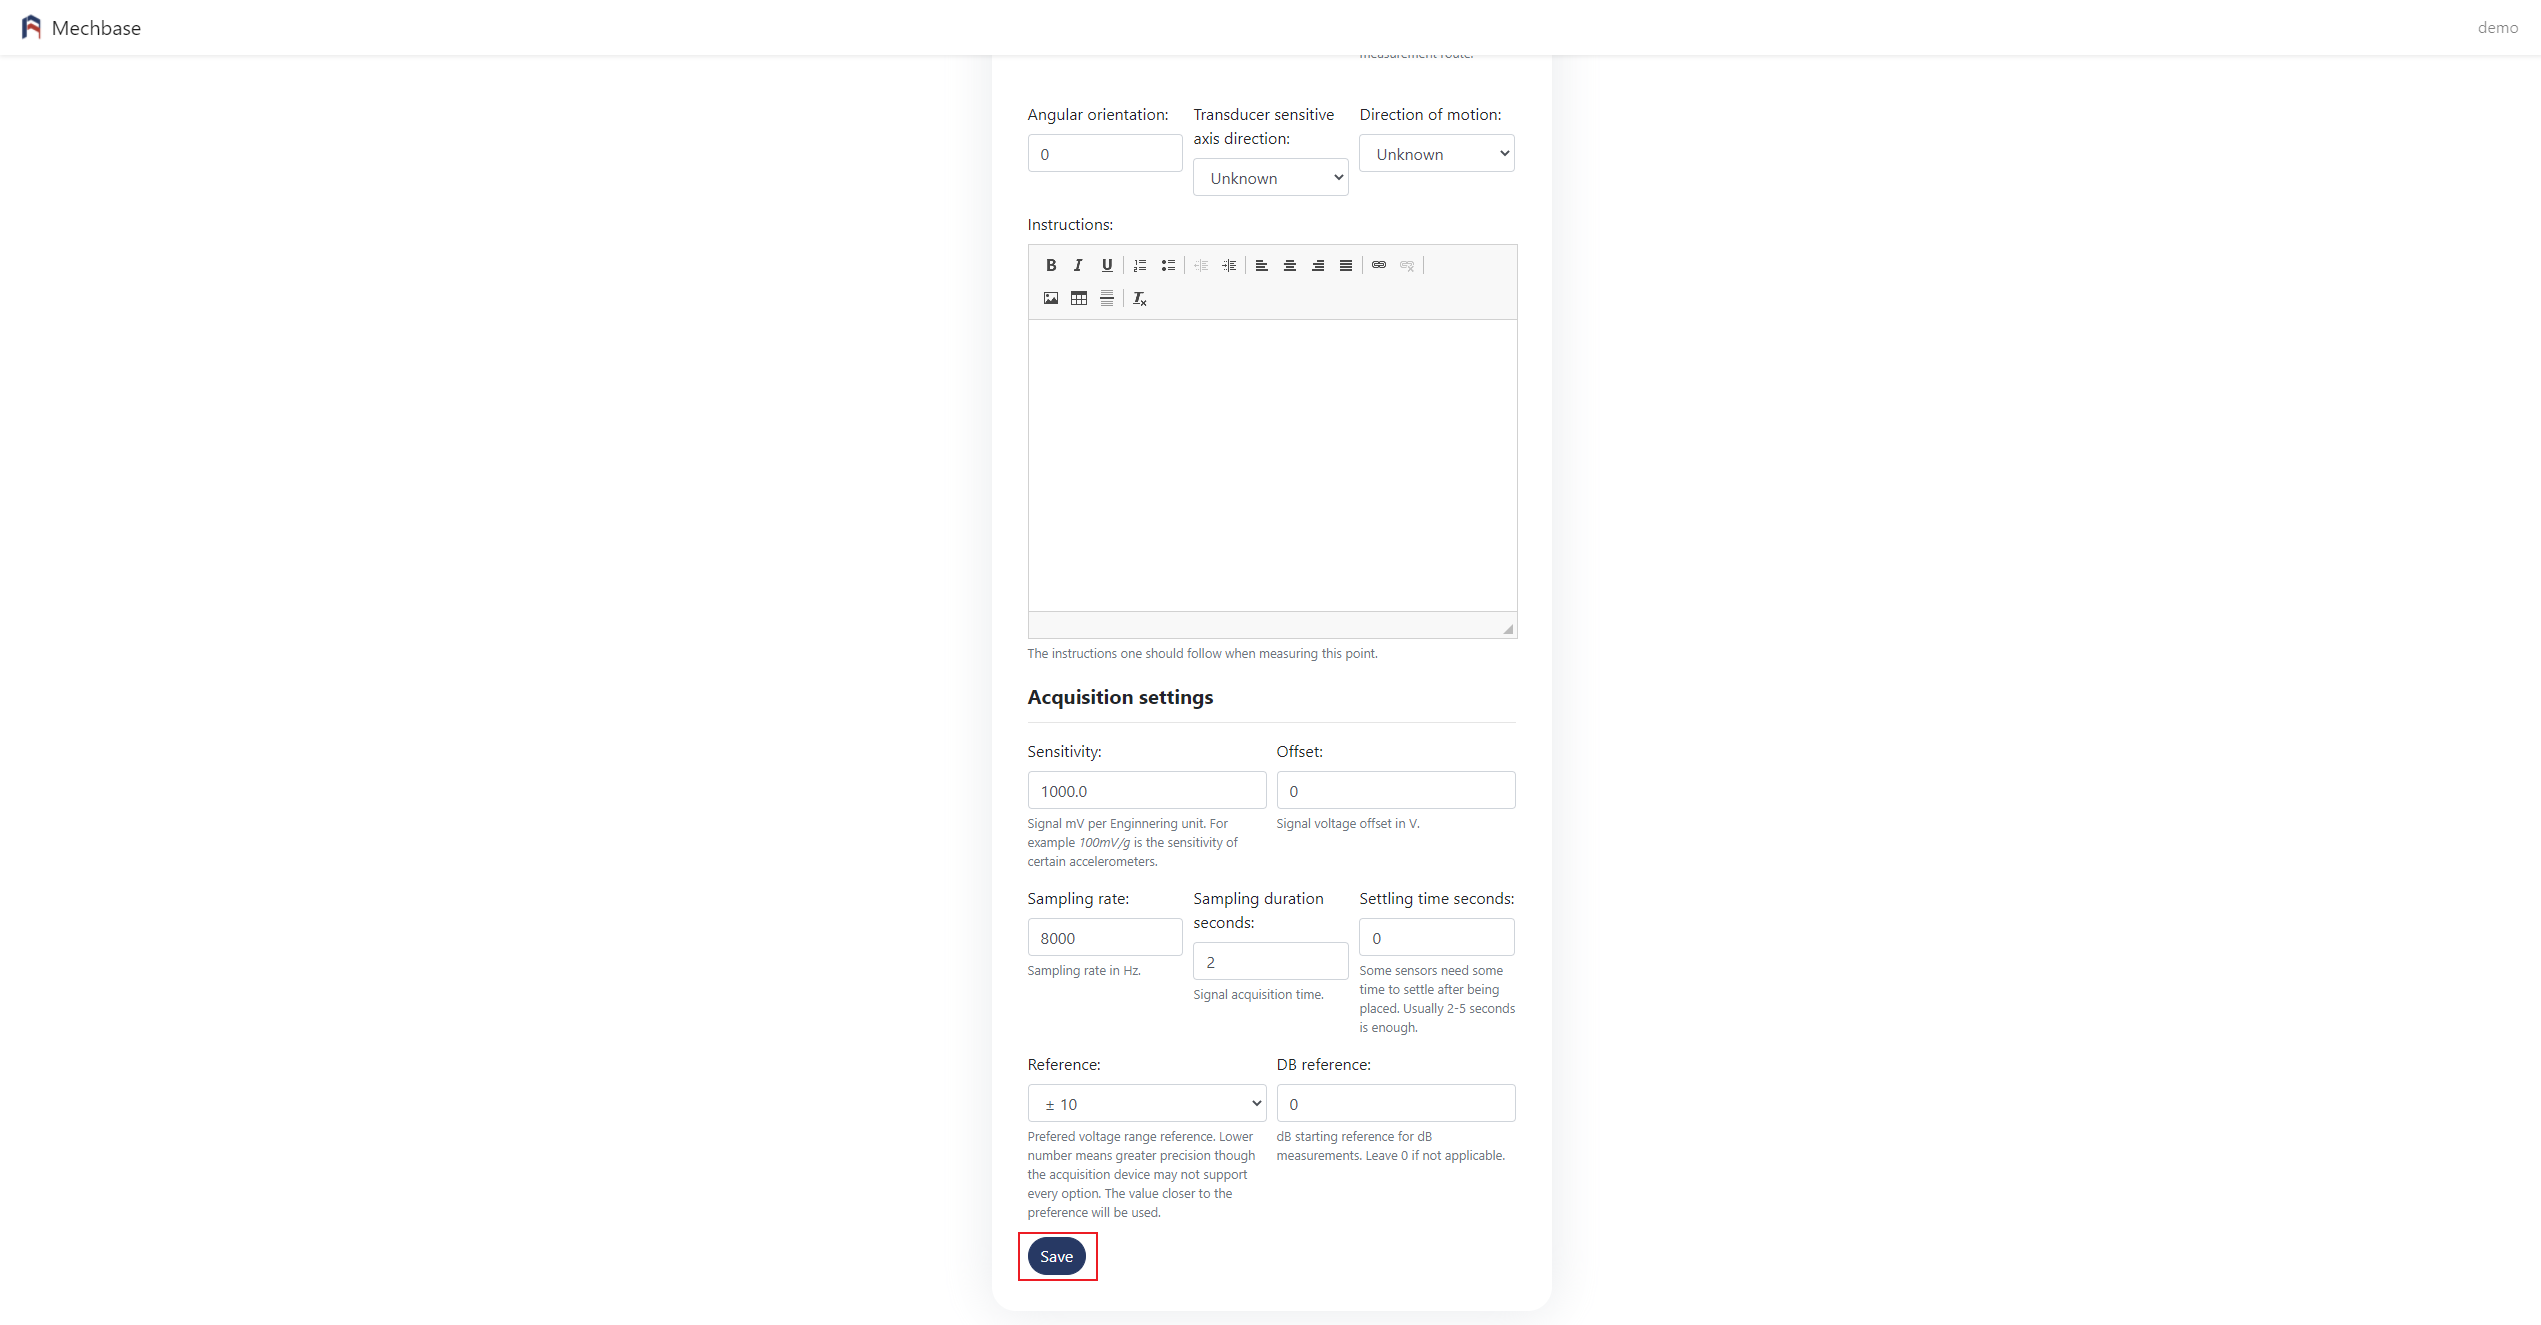 Mechbase
demo
measurement route.
Angular orientation:
Transducer sensitive
axis direction:
Direction of motion:
0
Unknown
Unknown
Instructions:
The instructions one should follow when measuring this point.
Acquisition settings
Sensitivity:
Offset:
1000.0
0
Signal mV per Enginnering unit. For
example 100mV/g is the sensitivity of
certain accelerometers.
Signal voltage offset in V.
Sampling rate:
Sampling duration
seconds:
Settling time seconds:
8000
2
0
Sampling rate in Hz.
Signal acquisition time.
Some sensors need some
time to settle after being
placed. Usually 2-5 seconds
is enough.
Reference:
DB reference:
± 10
0
Prefered voltage range reference. Lower
number means greater precision though
the acquisition device may not support
every option. The value closer to the
preference will be used.
dB starting reference for dB
measurements. Leave 0 if not applicable.
Save